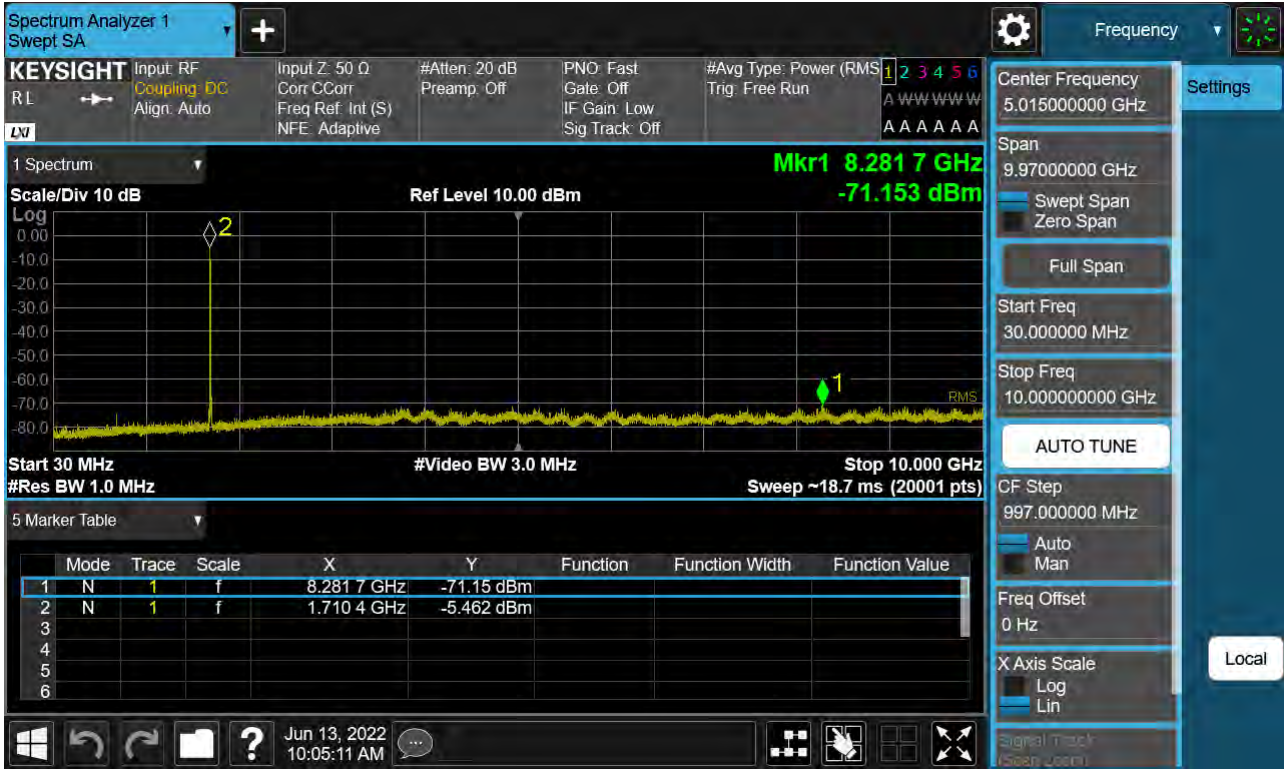 Spectrum Analyzer 1
Swept SA
+
Frequency
KEYSIGHT
R L
LXI
Input: RF
Coupling: DC
Align: Auto
Input Z: 50 Ω
Corr CCorr
Freq Ref: Int (S)
NFE: Adaptive
#Atten: 20 dB
Preamp: Off
PNO: Fast
Gate: Off
IF Gain: Low
Sig Track: Off
#Avg Type: Power (RMS
Trig: Free Run
1 2 3 4 5 6
A W W W W W
A A A A A A
1 Spectrum
Scale/Div 10 dB
Ref Level 10.00 dBm
Mkr1 8.281 7 GHz
-71.153 dBm
Log
0.00
-10.0
-20.0
-30.0
-40.0
-50.0
-60.0
-70.0
-80.0
2
1
RMS
Start 30 MHz
#Video BW 3.0 MHz
Stop 10.000 GHz
#Res BW 1.0 MHz
Sweep ~18.7 ms (20001 pts)
5 Marker Table
Mode Trace Scale X Y Function Function Width Function Value
1 N 1 f 8.281 7 GHz -71.15 dBm
2 N 1 f 1.710 4 GHz -5.462 dBm
3
4
5
6
?
Jun 13, 2022
10:05:11 AM
Center Frequency
5.015000000 GHz
Span
9.97000000 GHz
Swept Span
Zero Span
Full Span
Start Freq
30.000000 MHz
Stop Freq
10.000000000 GHz
AUTO TUNE
CF Step
997.000000 MHz
Auto
Man
Freq Offset
0 Hz
X Axis Scale
Log
Lin
Signal Track
(Span Zoom)
Settings
Local